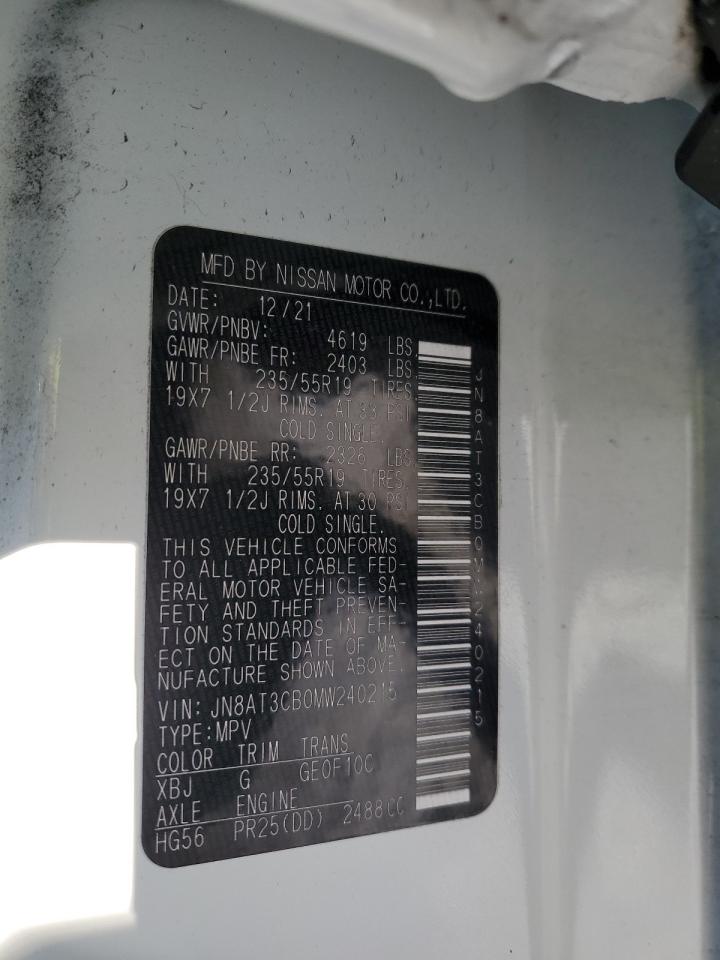 MFD BY NISSAN MOTOR CO.,LTD.
DATE: 12/21
GVWR/PNBV: 4619 LBS.
GAWR/PNBE FR: 2403 LBS.
WITH 235/55R19 TIRES.
19X7 1/2J RIMS. AT 33 PSI
COLD SINGLE.
GAWR/PNBE RR: 2326 LBS.
WITH 235/55R19 TIRES.
19X7 1/2J RIMS. AT 30 PSI
COLD SINGLE.
THIS VEHICLE CONFORMS
TO ALL APPLICABLE FED-
ERAL MOTOR VEHICLE SA-
FETY AND THEFT PREVEN-
TION STANDARDS IN EFF-
ECT ON THE DATE OF MA-
NUFACTURE SHOWN ABOVE.
VIN: JN8AT3CB0MW240215
TYPE:MPV
COLOR TRIM TRANS
XBJ G GE0F10C
AXLE ENGINE
HG56 PR25(DD) 2488CC
JN8AT3CB0MW240215